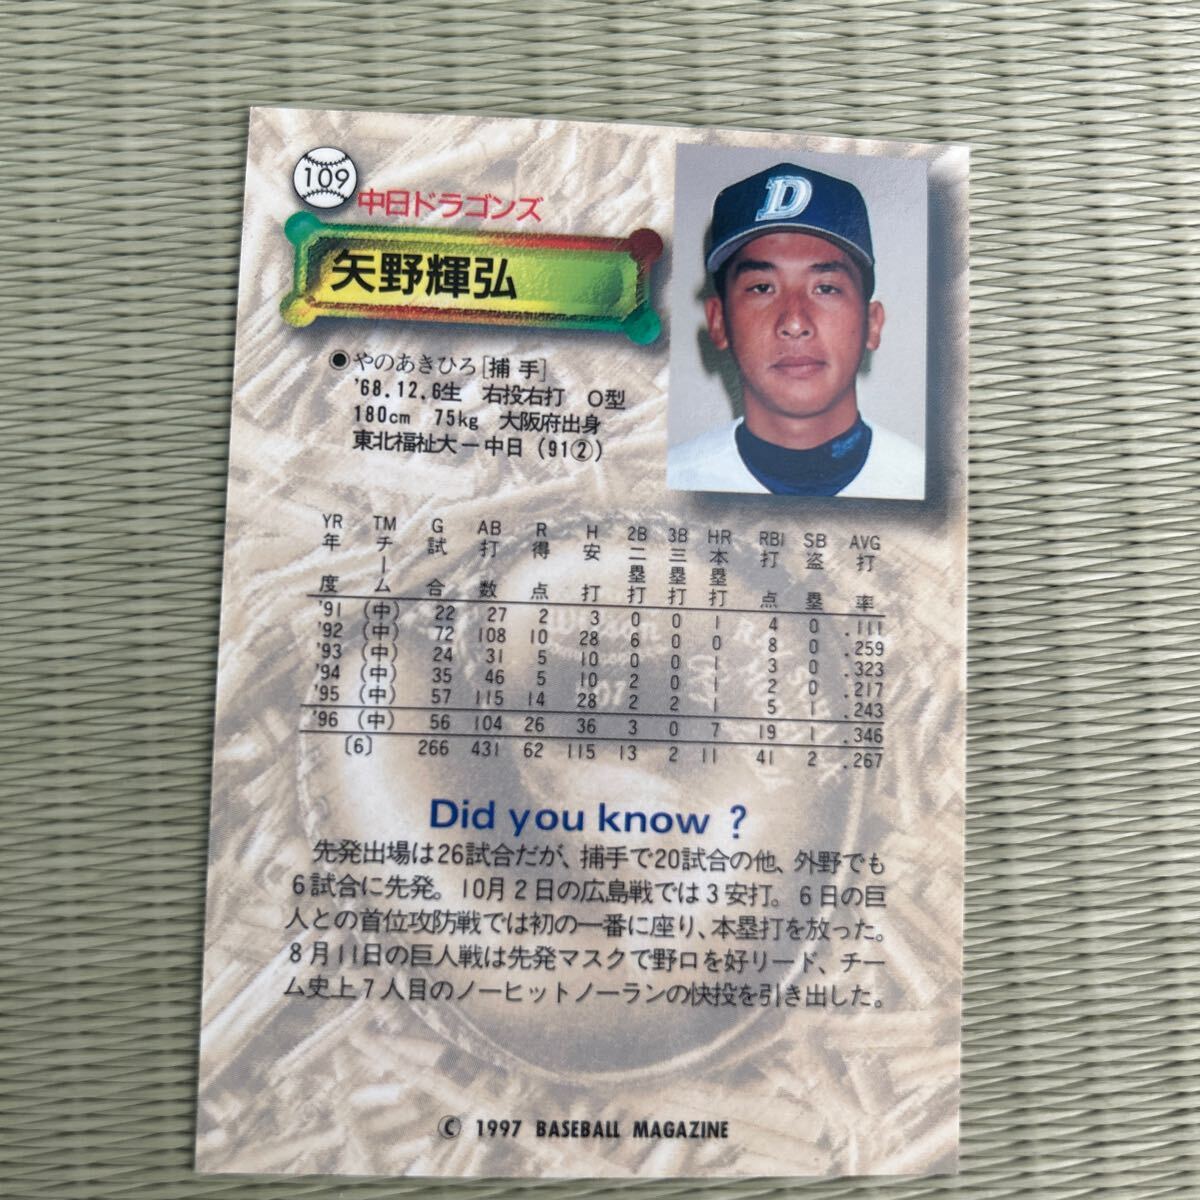 109
中日ドラゴンズ
D
矢野輝弘
●やのあきひろ[捕手]
'68.12.6生 右投右打 O型
180cm 75kg 大阪府出身
東北福祉大ー中日（91②）
YR TM G AB R H 2B 3B HR RBI SB AVG
年度 チーム 試合 打数 得点 安打 二塁打 三塁打 本塁打 打点 盗塁 打率
'91 (中) 22 27 2 3 0 0 1 4 0 .111
'92 (中) 72 108 10 28 6 0 0 8 0 .259
'93 (中) 24 31 5 10 0 0 1 3 0 .323
'94 (中) 35 46 5 10 2 0 1 2 0 .217
'95 (中) 57 115 14 28 2 2 1 5 1 .243
'96 (中) 56 104 26 36 3 0 7 19 1 .346
〔6〕 266 431 62 115 13 2 11 41 2 .267
Did you know ?
先発出場は26試合だが、捕手で20試合の他、外野でも
6試合に先発。10月2日の広島戦では3安打。6日の巨
人との首位攻防戦では初の一番に座り、本塁打を放った。
8月11日の巨人戦は先発マスクで野口を好リード、チー
ム史上7人目のノーヒットノーランの快投を引き出した。
© 1997 BASEBALL MAGAZINE